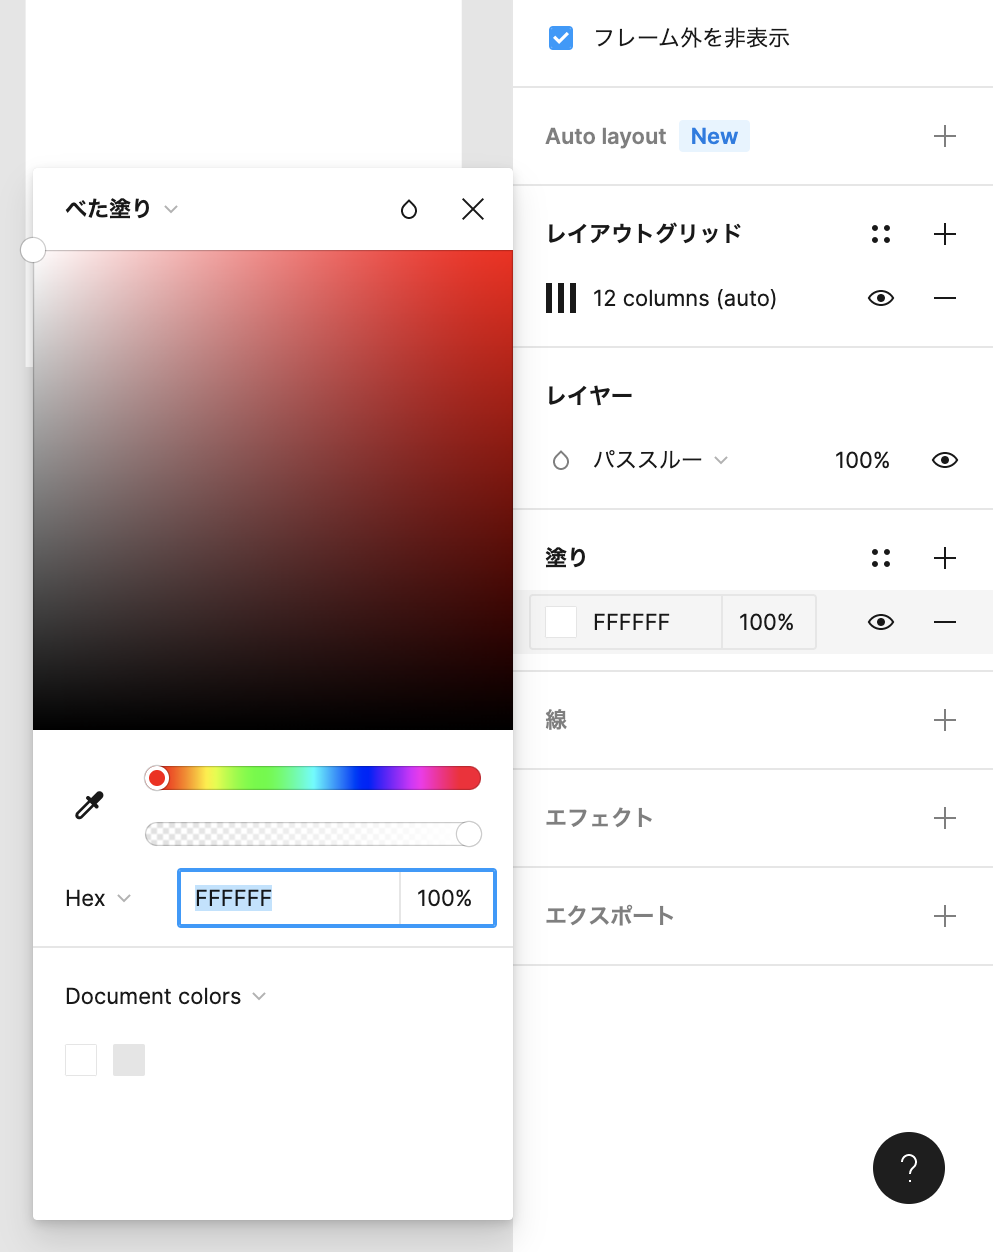 フレーム外を非表示
Auto layout New
レイアウトグリッド
12 columns (auto)
レイヤー
パススルー 100%
塗り
FFFFFF 100%
線
エフェクト
エクスポート
べた塗り
Hex FFFFFF 100%
Document colors
?